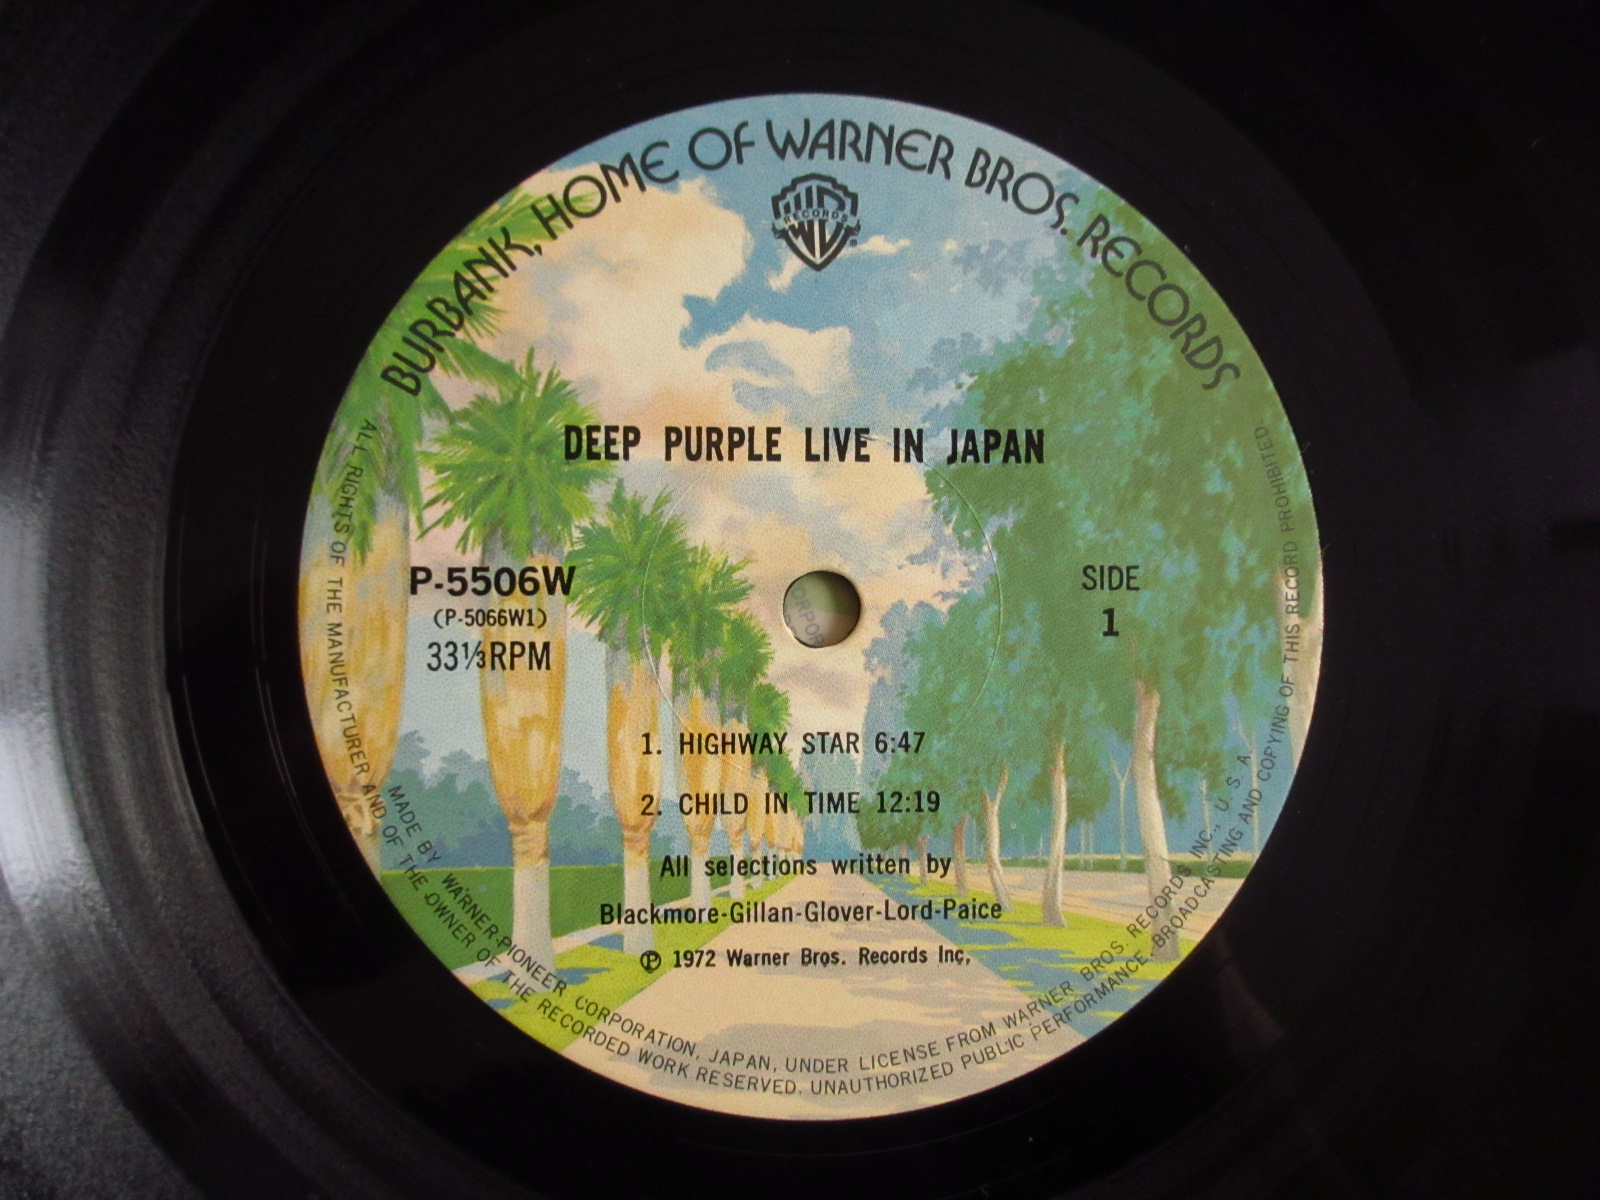 BURBANK, HOME OF WARNER BROS. RECORDS
RECORDS
DEEP PURPLE LIVE IN JAPAN
P-5506W
(P-5066W1)
33⅓RPM
SIDE
1
1. HIGHWAY STAR 6:47
2. CHILD IN TIME 12:19
All selections written by
Blackmore-Gillan-Glover-Lord-Paice
℗ 1972 Warner Bros. Records Inc.
MADE BY WARNER-PIONEER CORPORATION, JAPAN, UNDER LICENSE FROM WARNER BROS. RECORDS INC., U. S. A.
ALL RIGHTS OF THE MANUFACTURER AND OF THE OWNER OF THE RECORDED WORK RESERVED. UNAUTHORIZED PUBLIC PERFORMANCE, BROADCASTING AND COPYING OF THIS RECORD PROHIBITED